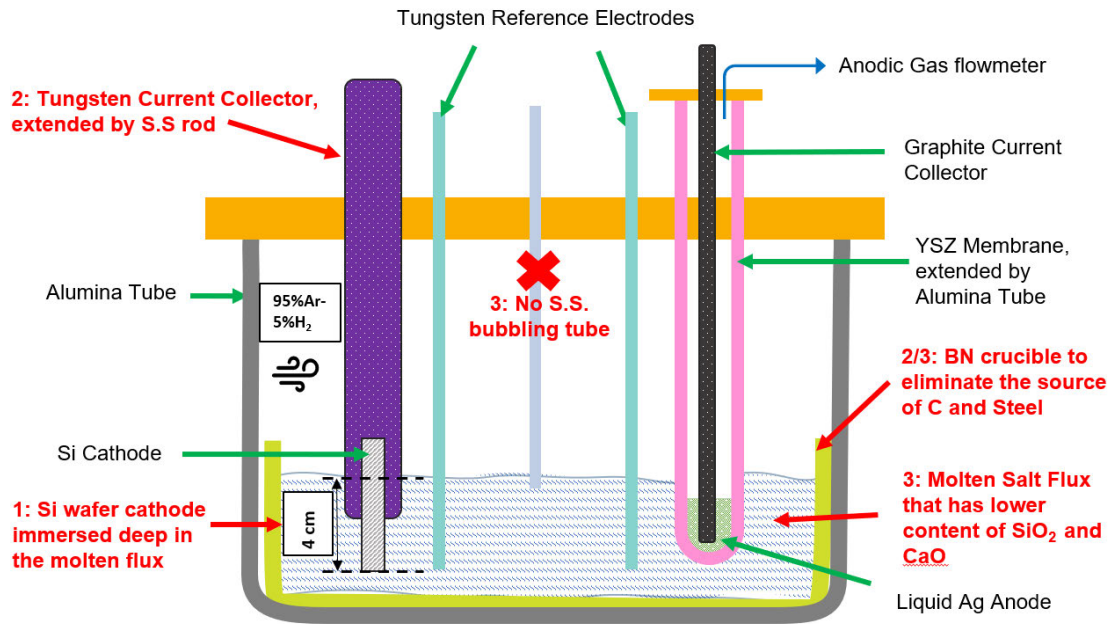 Tungsten Reference Electrodes
2: Tungsten Current Collector,
extended by S.S rod
Anodic Gas flowmeter
Graphite Current
Collector
YSZ Membrane,
extended by
Alumina Tube
Alumina Tube
95%Ar-
5%H₂
3: No S.S.
bubbling tube
2/3: BN crucible to
eliminate the source
of C and Steel
Si Cathode
1: Si wafer cathode
immersed deep in
the molten flux
4 cm
3: Molten Salt Flux
that has lower
content of SiO₂ and
CaO
Liquid Ag Anode